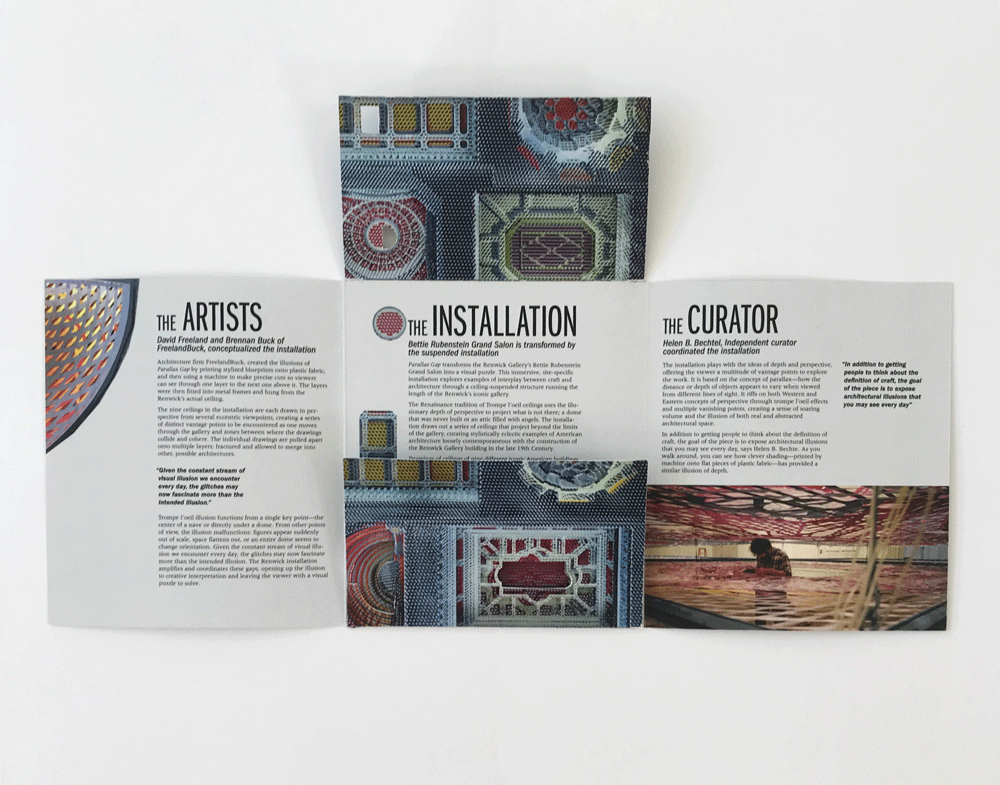 THE ARTISTS
David Freeland and Brennan Buck of
FreelandBuck, conceptualized the installation
Architecture firm FreelandBuck, created the illusions of
Parallax Gap by printing stylized blueprints onto plastic fabric,
and then using a machine to make precise cuts so viewers
can see through one layer to the next one above it. The layers
were then fitted into metal frames and hung from the
Renwick's actual ceiling.
The nine ceilings in the installation are each drawn in per-
spective from several eccentric viewpoints, creating a series
of distinct vantage points to be encountered as one moves
through the gallery and zones between where the drawings
collide and cohere. The individual drawings are pulled apart
onto multiple layers; fractured and allowed to merge into
other, possible architectures.
"Given the constant stream of
visual illusion we encounter
every day, the glitches may
now fascinate more than the
intended illusion."
Trompe l'oeil illusion functions from a single key point—the
center of a nave or directly under a dome. From other points
of view, the illusion malfunctions: figures appear suddenly
out of scale, space flattens out, or an entire dome seems to
change orientation. Given the constant stream of visual illu-
sion we encounter every day, the glitches may now fascinate
more than the intended illusion. The Renwick installation
amplifies and coordinates these gaps, opening up the illusion
to creative interpretation and leaving the viewer with a visual
puzzle to solve.
THE INSTALLATION
Bettie Rubenstein Grand Salon is transformed by
the suspended installation
Parallax Gap transforms the Renwick Gallery's Bettie Rubenstein
Grand Salon into a visual puzzle. This immersive, site-specific
installation explores examples of interplay between craft and
architecture through a ceiling-suspended structure running the
length of the Renwick's iconic gallery.
The Renaissance tradition of Trompe l'oeil ceilings uses the illu-
sionary depth of perspective to project what is not there; a dome
that was never built or an attic filled with angels. The installa-
tion draws out a series of ceilings that project beyond the limits
of the gallery, curating stylistically eclectic examples of American
architecture loosely contemporaneous with the construction of
the Renwick Gallery building in the late 19th Century.
Drawings of ceilings of nine different iconic American buildings
THE CURATOR
Helen B. Bechtel, Independent curator
coordinated the installation
The installation plays with the ideas of depth and perspective,
offering the viewer a multitude of vantage points to explore
the work. It is based on the concept of parallax—how the
distance or depth of objects appears to vary when viewed
from different lines of sight. It riffs on both Western and
Eastern concepts of perspective through trompe l'oeil effects
and multiple vanishing points, creating a sense of soaring
volume and the illusion of both real and abstracted
architectural space.
In addition to getting people to think about the definition of
craft, the goal of the piece is to expose architectural illusions
that you may see every day, says Helen B. Bechtle. As you
walk around, you can see how clever shading—printed by
machine onto flat pieces of plastic fabric—has provided a
similar illusion of depth.
"In addition to getting
people to think about the
definition of craft, the goal
of the piece is to expose
architectural illusions that
you may see every day"